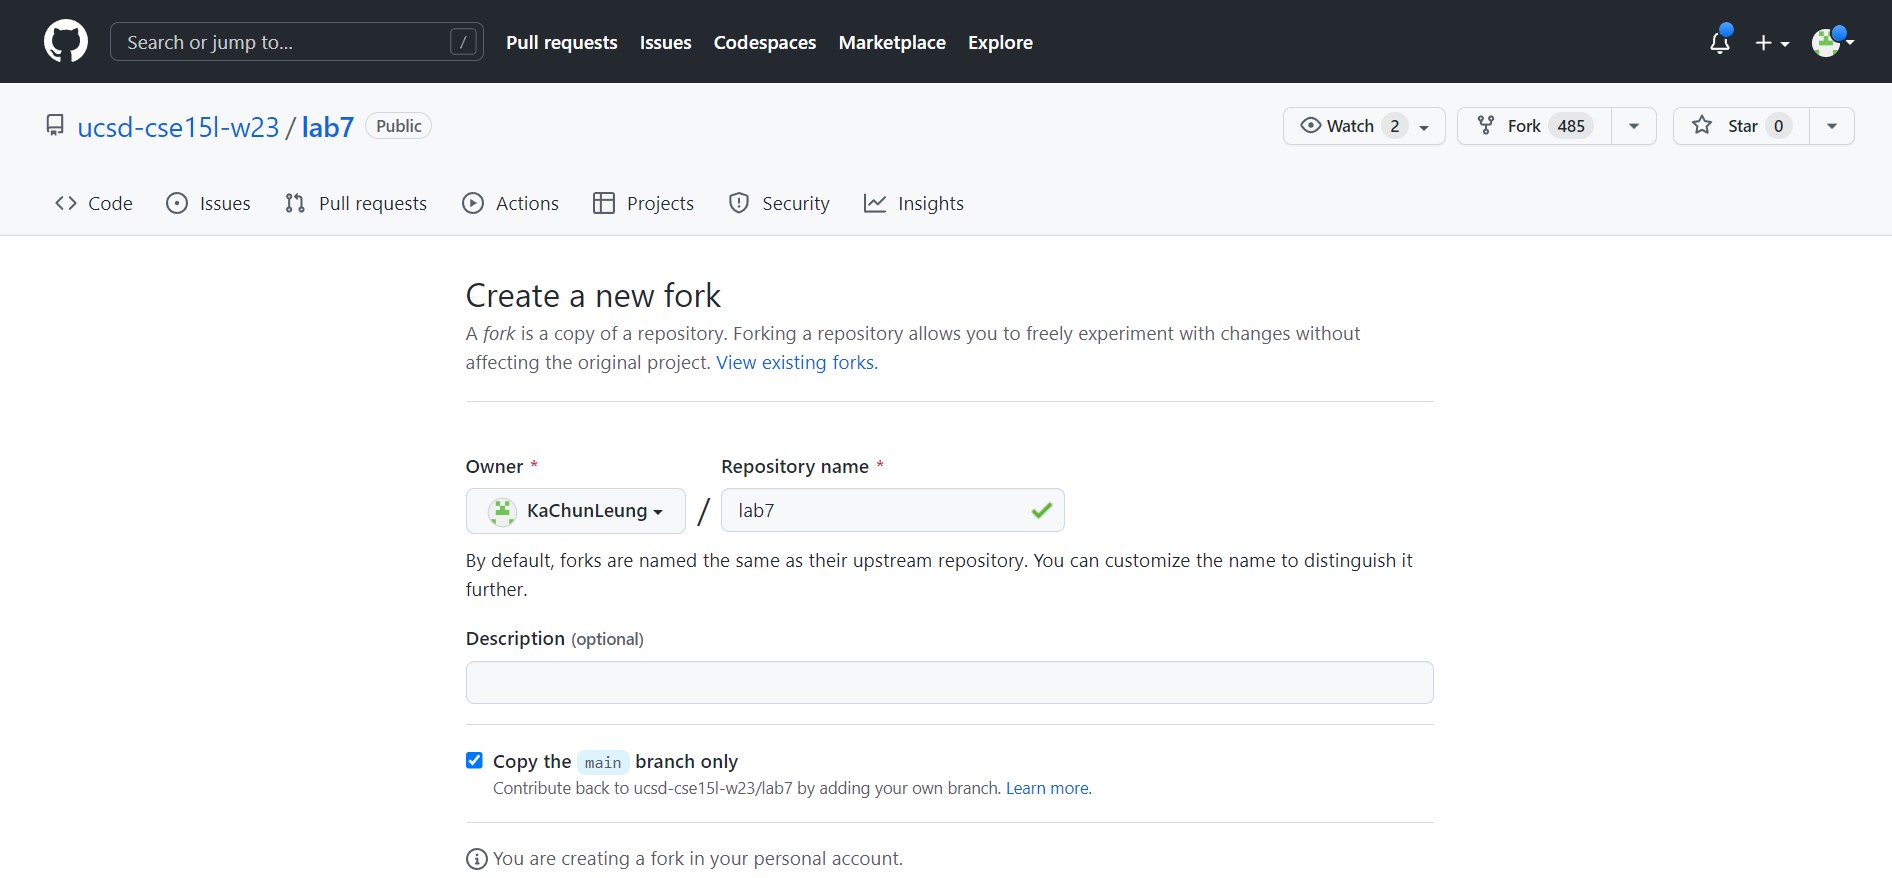 Search or jump to... / Pull requests Issues Codespaces Marketplace Explore
ucsd-cse15l-w23 / lab7 Public Watch 2 Fork 485 Star 0
Code Issues Pull requests Actions Projects Security Insights
Create a new fork
A fork is a copy of a repository. Forking a repository allows you to freely experiment with changes without
affecting the original project. View existing forks.
Owner * Repository name *
KaChunLeung / lab7
By default, forks are named the same as their upstream repository. You can customize the name to distinguish it
further.
Description (optional)
Copy the main branch only
Contribute back to ucsd-cse15l-w23/lab7 by adding your own branch. Learn more.
You are creating a fork in your personal account.